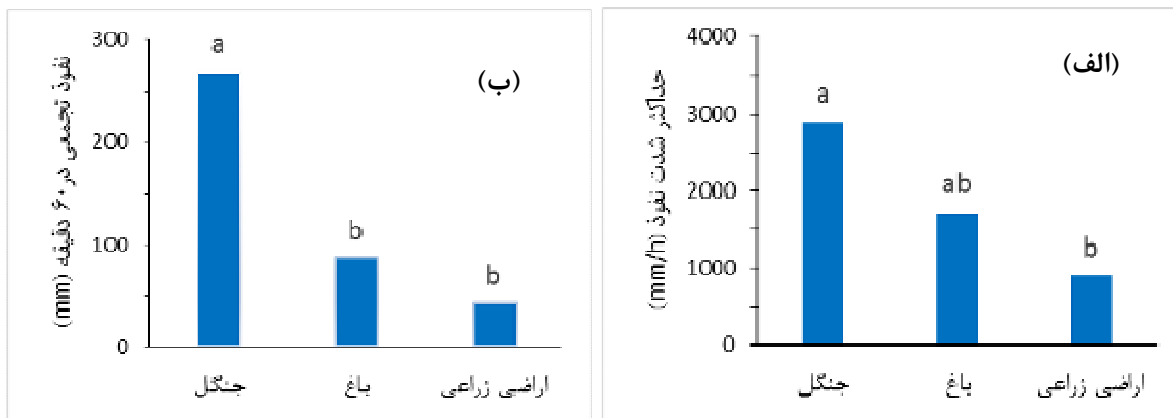 (الف)
حداکثر شدت نفوذ (mm/h)
4000
3000
2000
1000
0
a
ab
b
جنگل
باغ
اراضی زراعی
(ب)
نفوذ تجمعی در ۶۰ دقیقه (mm)
300
200
100
0
a
b
b
جنگل
باغ
اراضی زراعی